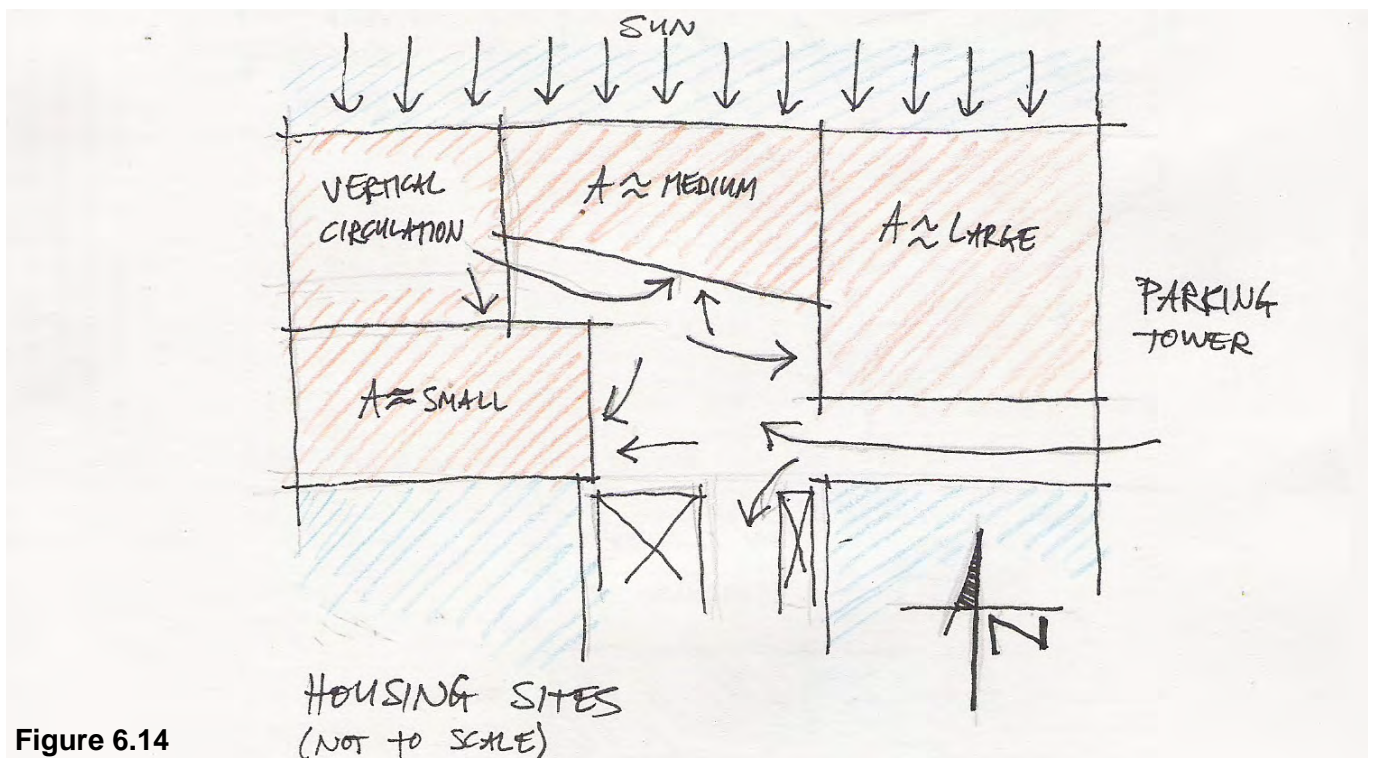 SUN
VERTICAL
CIRCULATION
A ≈ MEDIUM
A ≈ LARGE
PARKING
TOWER
A ≈ SMALL
N
HOUSING SITES
(NOT TO SCALE)
Figure 6.14